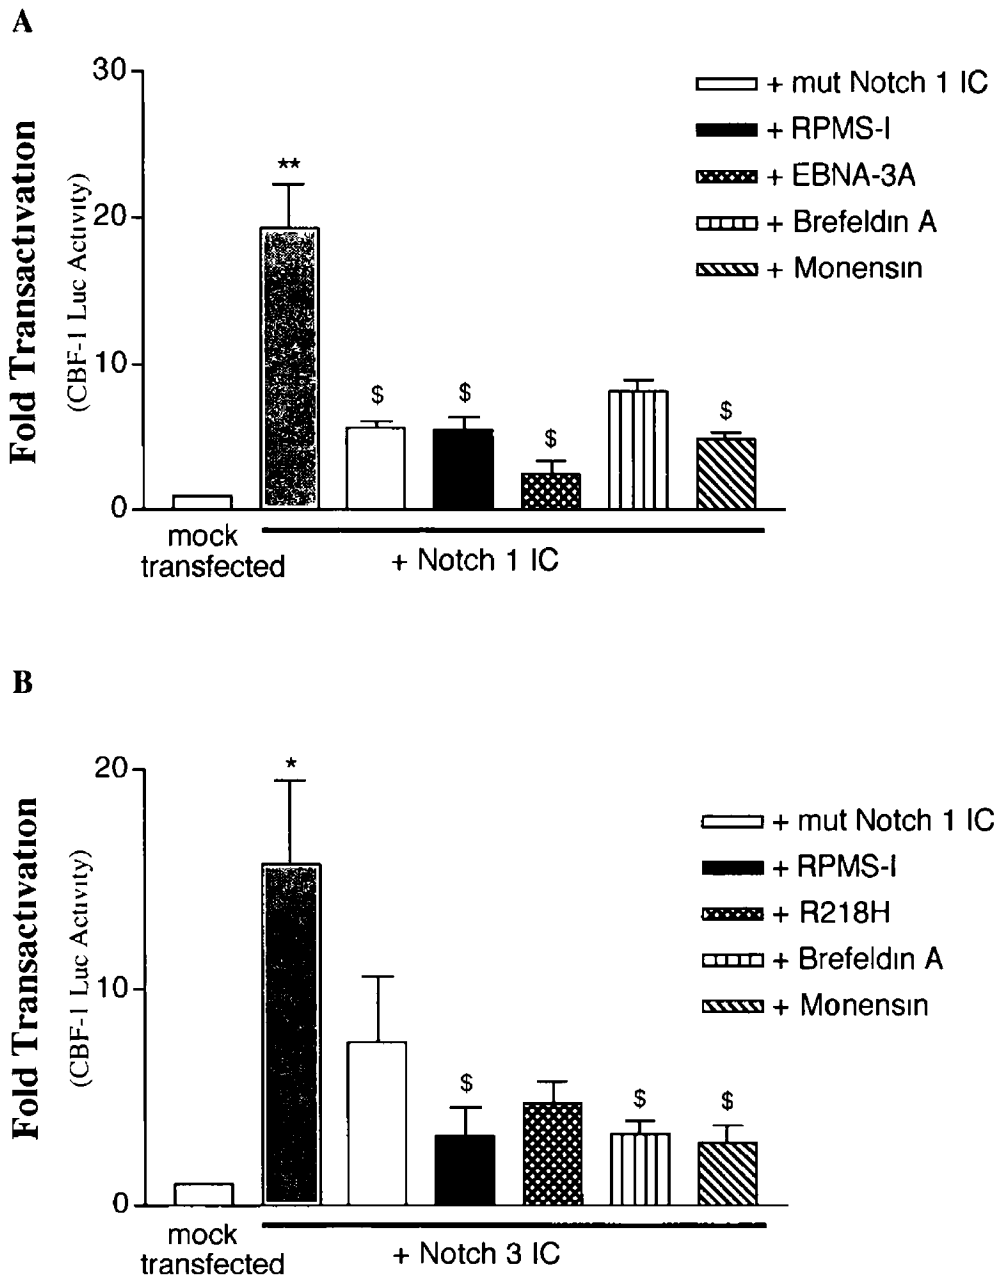 A
30
20
10
0
Fold Transactivation
(CBF-1 Luc Activity)
**
$
$
$
$
+ mut Notch 1 IC
+ RPMS-I
+ EBNA-3A
+ Brefeldin A
+ Monensin
mock
transfected
+ Notch 1 IC
B
20
10
0
Fold Transactivation
(CBF-1 Luc Activity)
*
$
$
$
+ mut Notch 1 IC
+ RPMS-I
+ R218H
+ Brefeldin A
+ Monensin
mock
transfected
+ Notch 3 IC